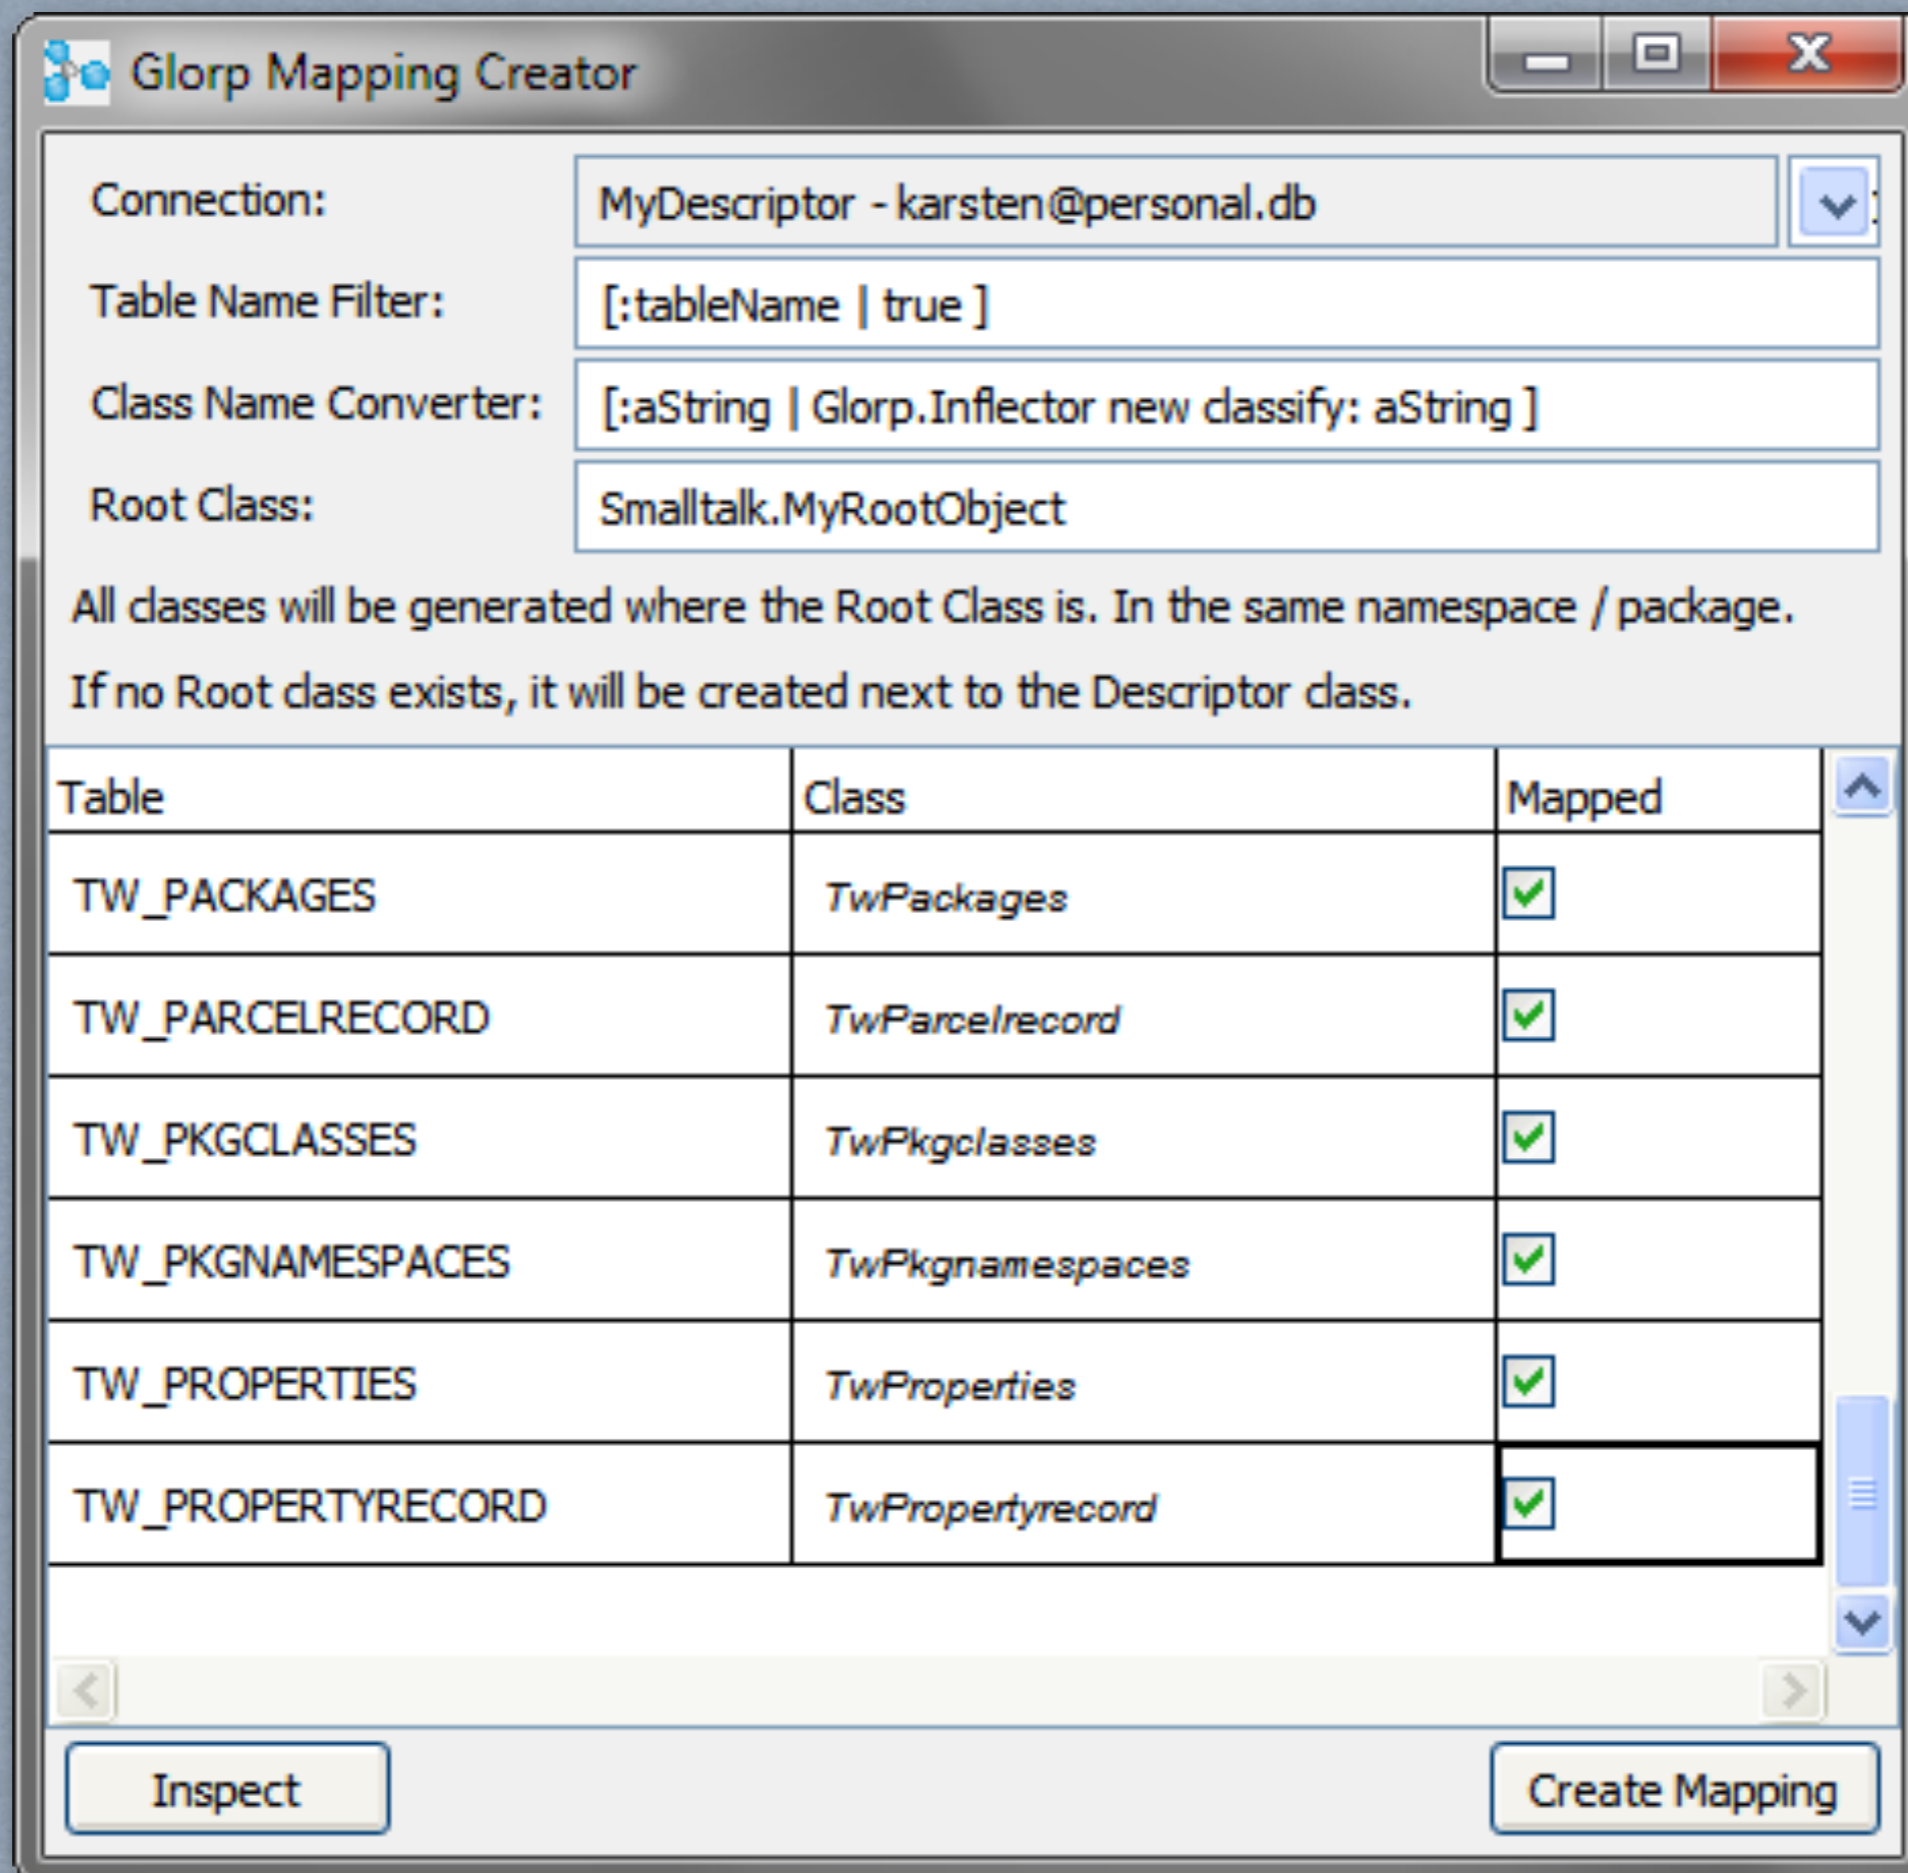 Glorp Mapping Creator
Connection: MyDescriptor - karsten@personal.db
Table Name Filter: [:tableName | true ]
Class Name Converter: [:aString | Glorp.Inflector new classify: aString ]
Root Class: Smalltalk.MyRootObject
All classes will be generated where the Root Class is. In the same namespace / package.
If no Root class exists, it will be created next to the Descriptor class.
Table Class Mapped
TW_PACKAGES TwPackages
TW_PARCELRECORD TwParcelrecord
TW_PKGCLASSES TwPkgclasses
TW_PKGNAMESPACES TwPkgnamespaces
TW_PROPERTIES TwProperties
TW_PROPERTYRECORD TwPropertyrecord
Inspect Create Mapping